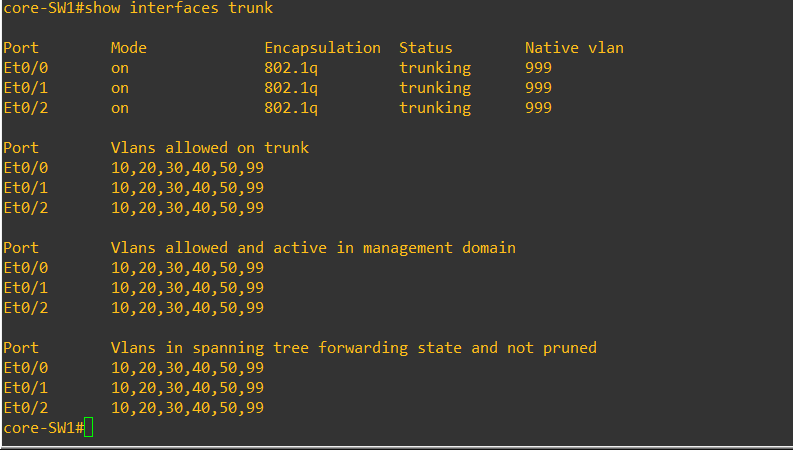 core-SW1#show interfaces trunk
Port Mode Encapsulation Status Native vlan
Et0/0 on 802.1q trunking 999
Et0/1 on 802.1q trunking 999
Et0/2 on 802.1q trunking 999
Port Vlans allowed on trunk
Et0/0 10,20,30,40,50,99
Et0/1 10,20,30,40,50,99
Et0/2 10,20,30,40,50,99
Port Vlans allowed and active in management domain
Et0/0 10,20,30,40,50,99
Et0/1 10,20,30,40,50,99
Et0/2 10,20,30,40,50,99
Port Vlans in spanning tree forwarding state and not pruned
Et0/0 10,20,30,40,50,99
Et0/1 10,20,30,40,50,99
Et0/2 10,20,30,40,50,99
core-SW1#